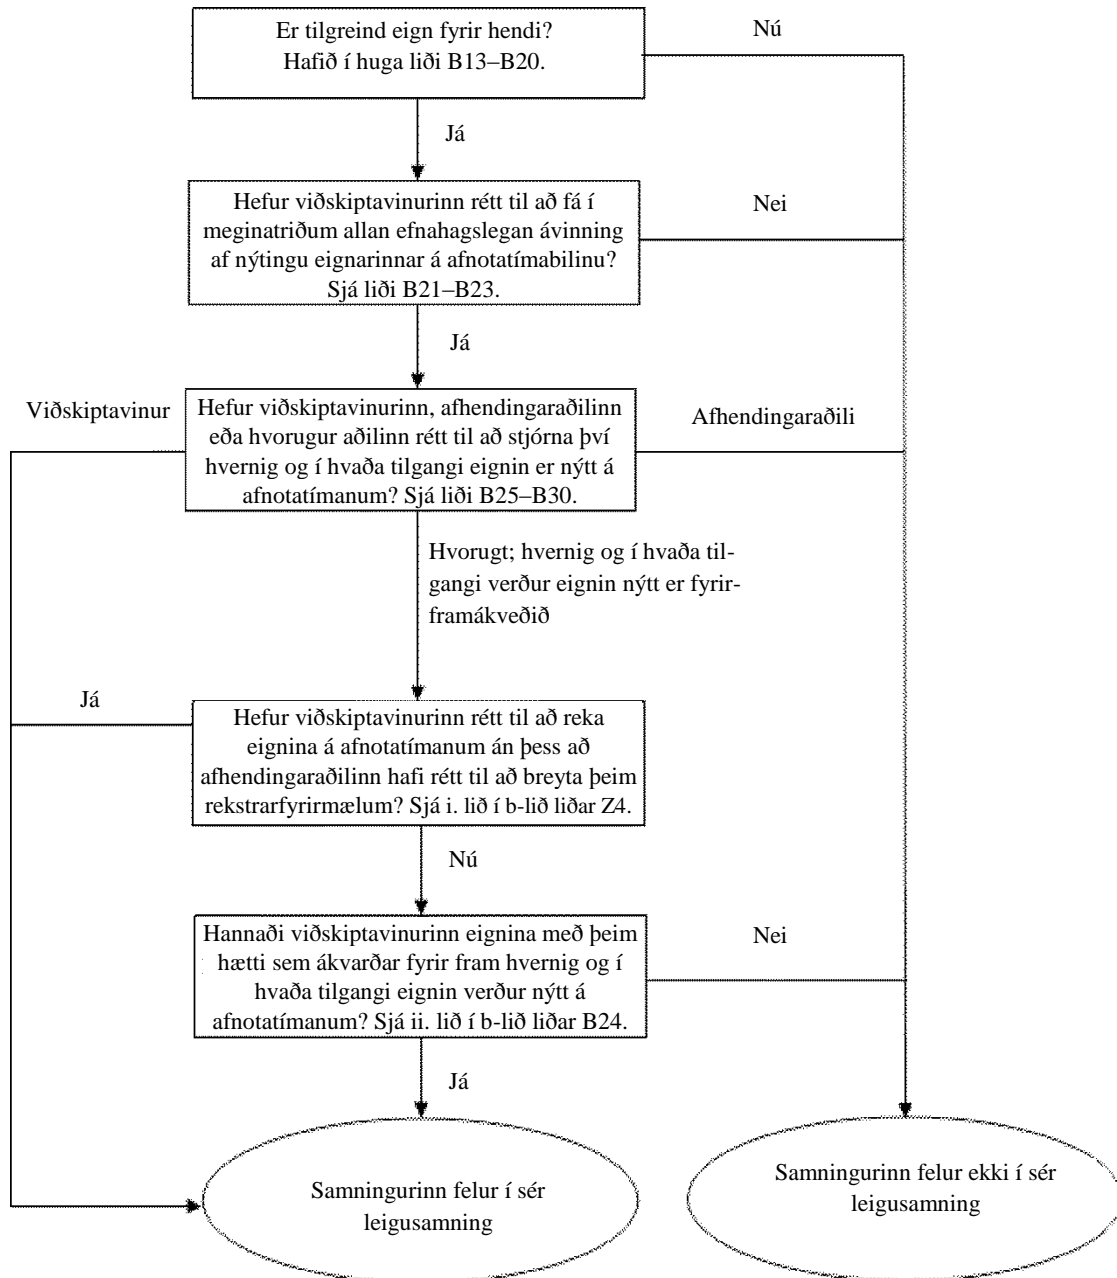 Er tilgreind eign fyrir hendi?
Hafið í huga liði B13–B20.
Nú
Já
Hefur viðskiptavinurinn rétt til að fá í
meginatriðum allan efnahagslegan ávinning
af nýtingu eignarinnar á afnotatímabilinu?
Sjá liði B21–B23.
Nei
Já
Viðskiptavinur
Hefur viðskiptavinurinn, afhendingaraðilinn
eða hvorugur aðilinn rétt til að stjórna því
hvernig og í hvaða tilgangi eignin er nýtt á
afnotatímanum? Sjá liði B25–B30.
Afhendingaraðili
Hvorugt; hvernig og í hvaða til-
gangi verður eignin nýtt er fyrir-
framákveðið
Já
Hefur viðskiptavinurinn rétt til að reka
eignina á afnotatímanum án þess að
afhendingaraðilinn hafi rétt til að breyta þeim
rekstrarfyrirmælum? Sjá i. lið í b-lið liðar Z4.
Nú
Hannaði viðskiptavinurinn eignina með þeim
hætti sem ákvarðar fyrir fram hvernig og í
hvaða tilgangi eignin verður nýtt á
afnotatímanum? Sjá ii. lið í b-lið liðar B24.
Nei
Já
Samningurinn felur í sér
leigusamning
Samningurinn felur ekki í sér
leigusamning